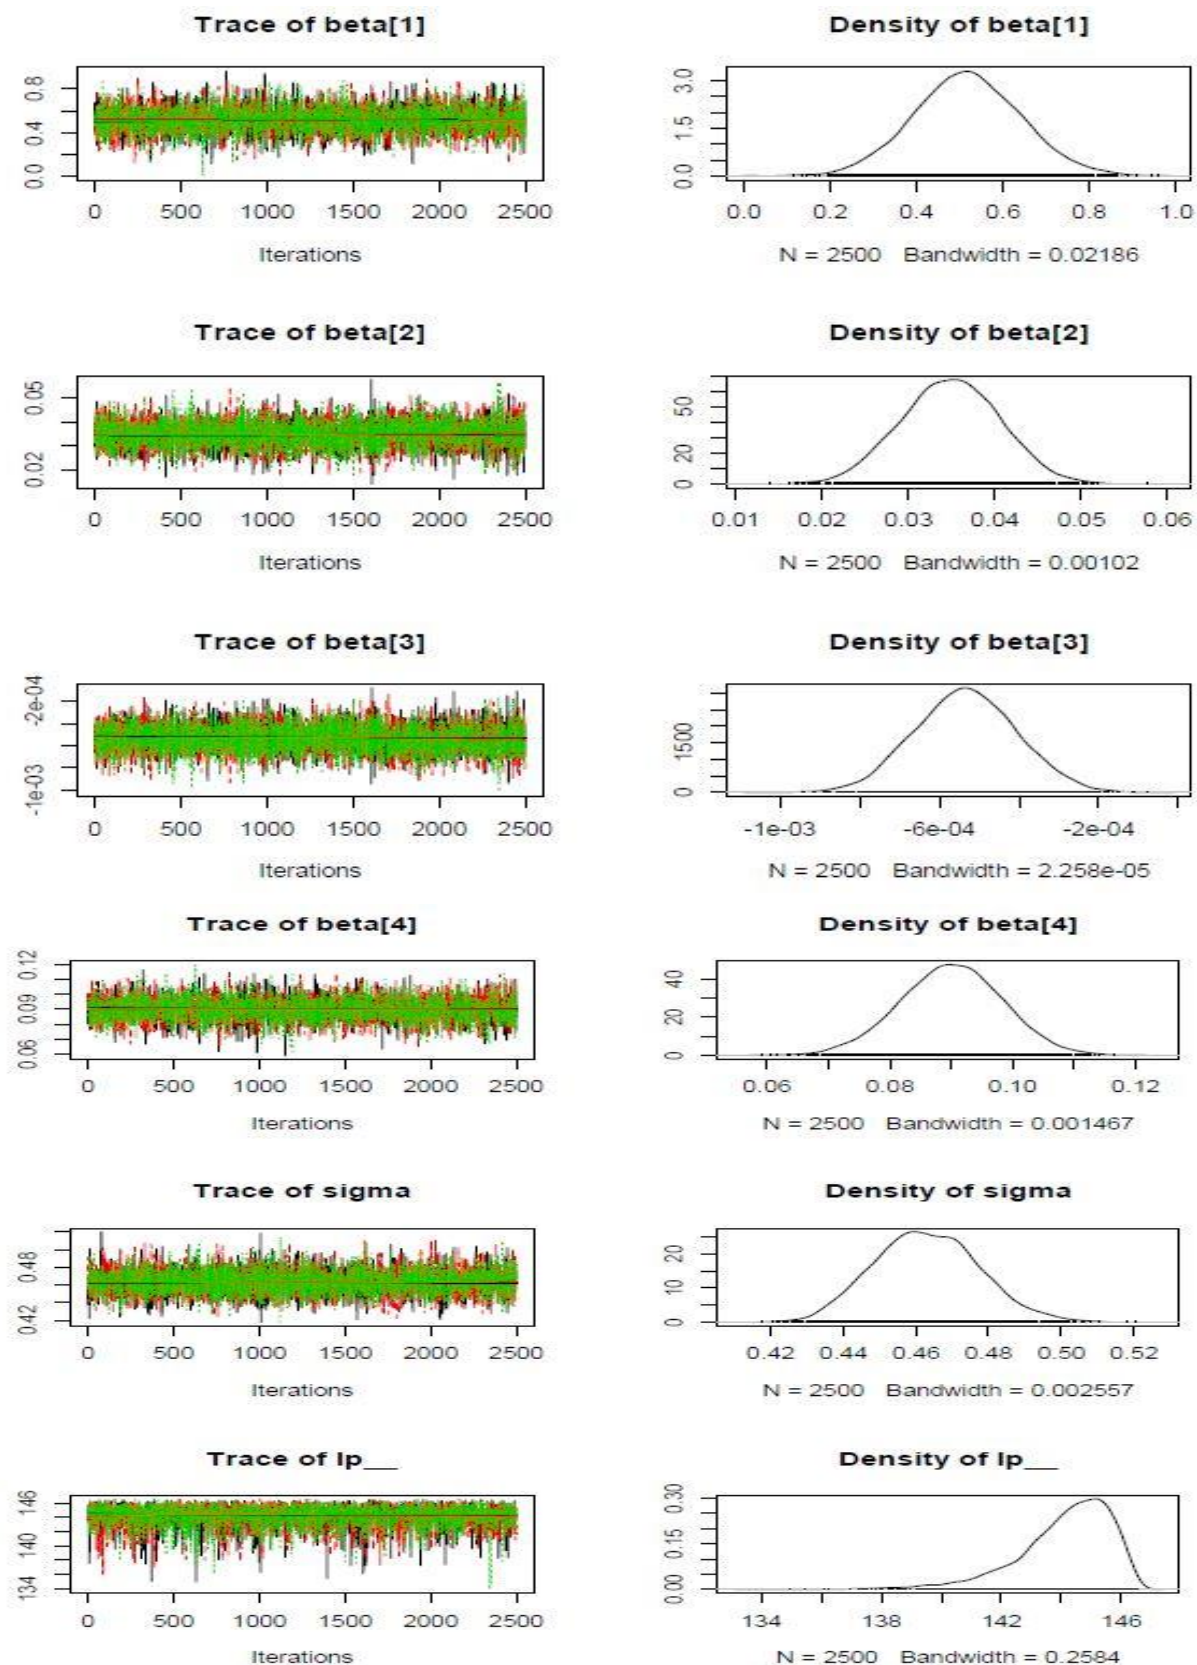 Trace of beta[1]
0.0 0.4 0.8
0 500 1000 1500 2000 2500
Iterations
Density of beta[1]
0.0 1.5 3.0
0.0 0.2 0.4 0.6 0.8 1.0
N = 2500 Bandwidth = 0.02186
Trace of beta[2]
0.02 0.05
0 500 1000 1500 2000 2500
Iterations
Density of beta[2]
0 20 50
0.01 0.02 0.03 0.04 0.05 0.06
N = 2500 Bandwidth = 0.00102
Trace of beta[3]
-1e-03 -2e-04
0 500 1000 1500 2000 2500
Iterations
Density of beta[3]
0 1500
-1e-03 -6e-04 -2e-04
N = 2500 Bandwidth = 2.258e-05
Trace of beta[4]
0.06 0.09 0.12
0 500 1000 1500 2000 2500
Iterations
Density of beta[4]
0 20 40
0.06 0.08 0.10 0.12
N = 2500 Bandwidth = 0.001467
Trace of sigma
0.42 0.48
0 500 1000 1500 2000 2500
Iterations
Density of sigma
0 10 20
0.42 0.44 0.46 0.48 0.50 0.52
N = 2500 Bandwidth = 0.002557
Trace of lp__
134 140 146
0 500 1000 1500 2000 2500
Iterations
Density of lp__
0.00 0.15 0.30
134 138 142 146
N = 2500 Bandwidth = 0.2584